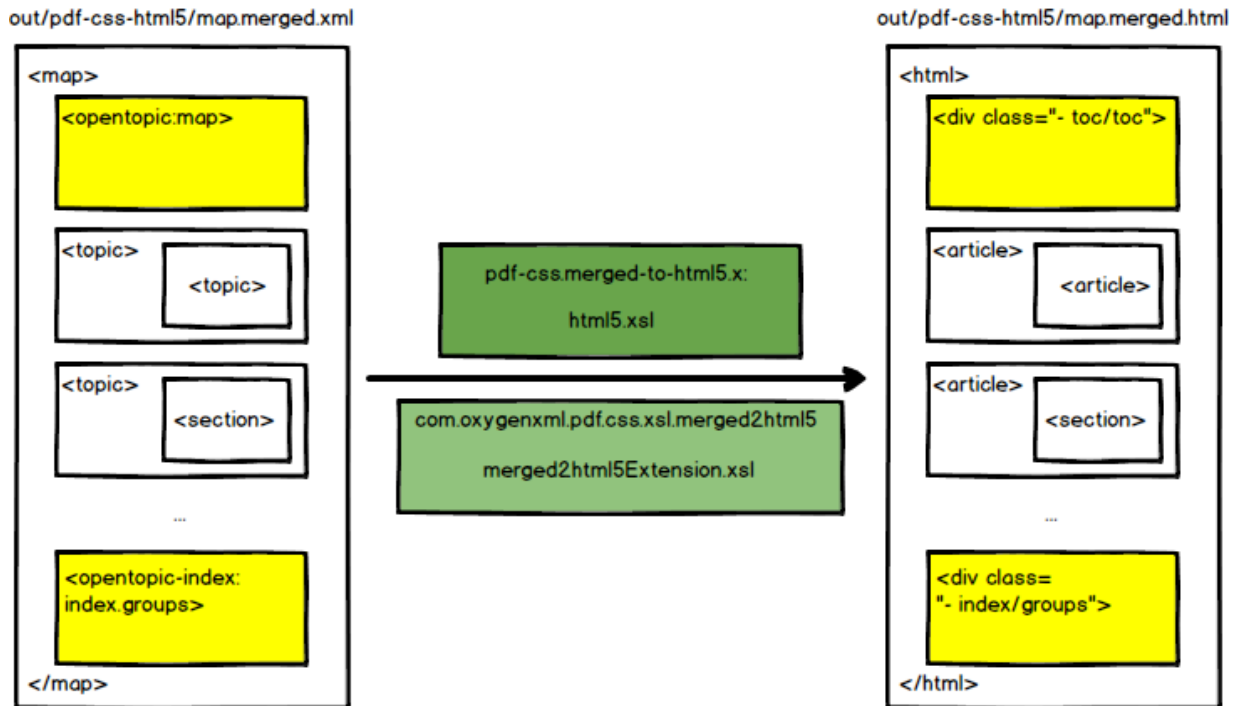 out/pdf-css-html5/map.merged.xml
<map>
<opentopic:map>
<topic>
<topic>
<topic>
<section>
...
<opentopic-index:
index.groups>
</map>
pdf-css.merged-to-html5.x:
html5.xsl
com.oxygenxml.pdf.css.xsl.merged2html5
merged2html5Extension.xsl
out/pdf-css-html5/map.merged.html
<html>
<div class="- toc/toc">
<article>
<article>
<article>
<section>
...
<div class=
"- index/groups">
</html>